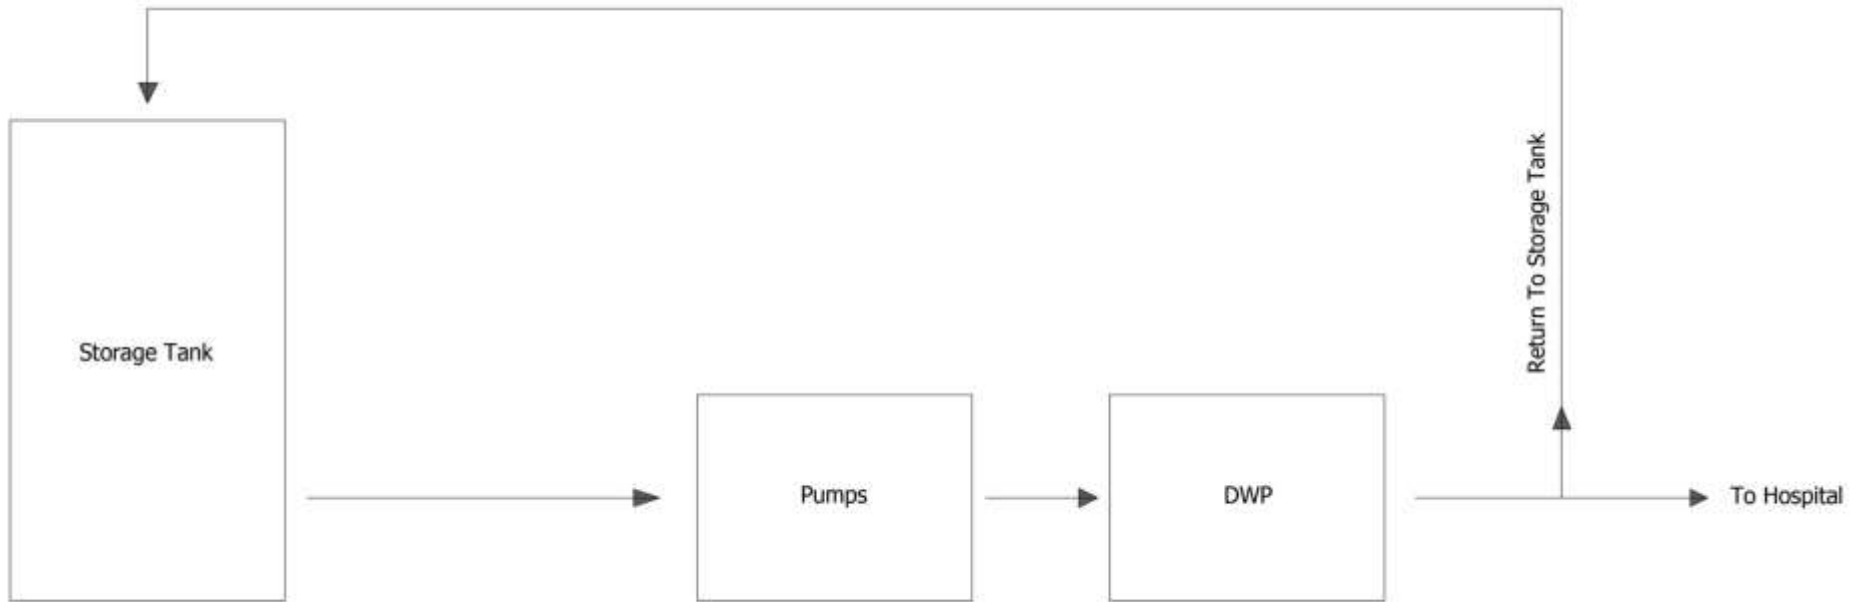 Return To Storage Tank
Storage Tank
Pumps
DWP
To Hospital